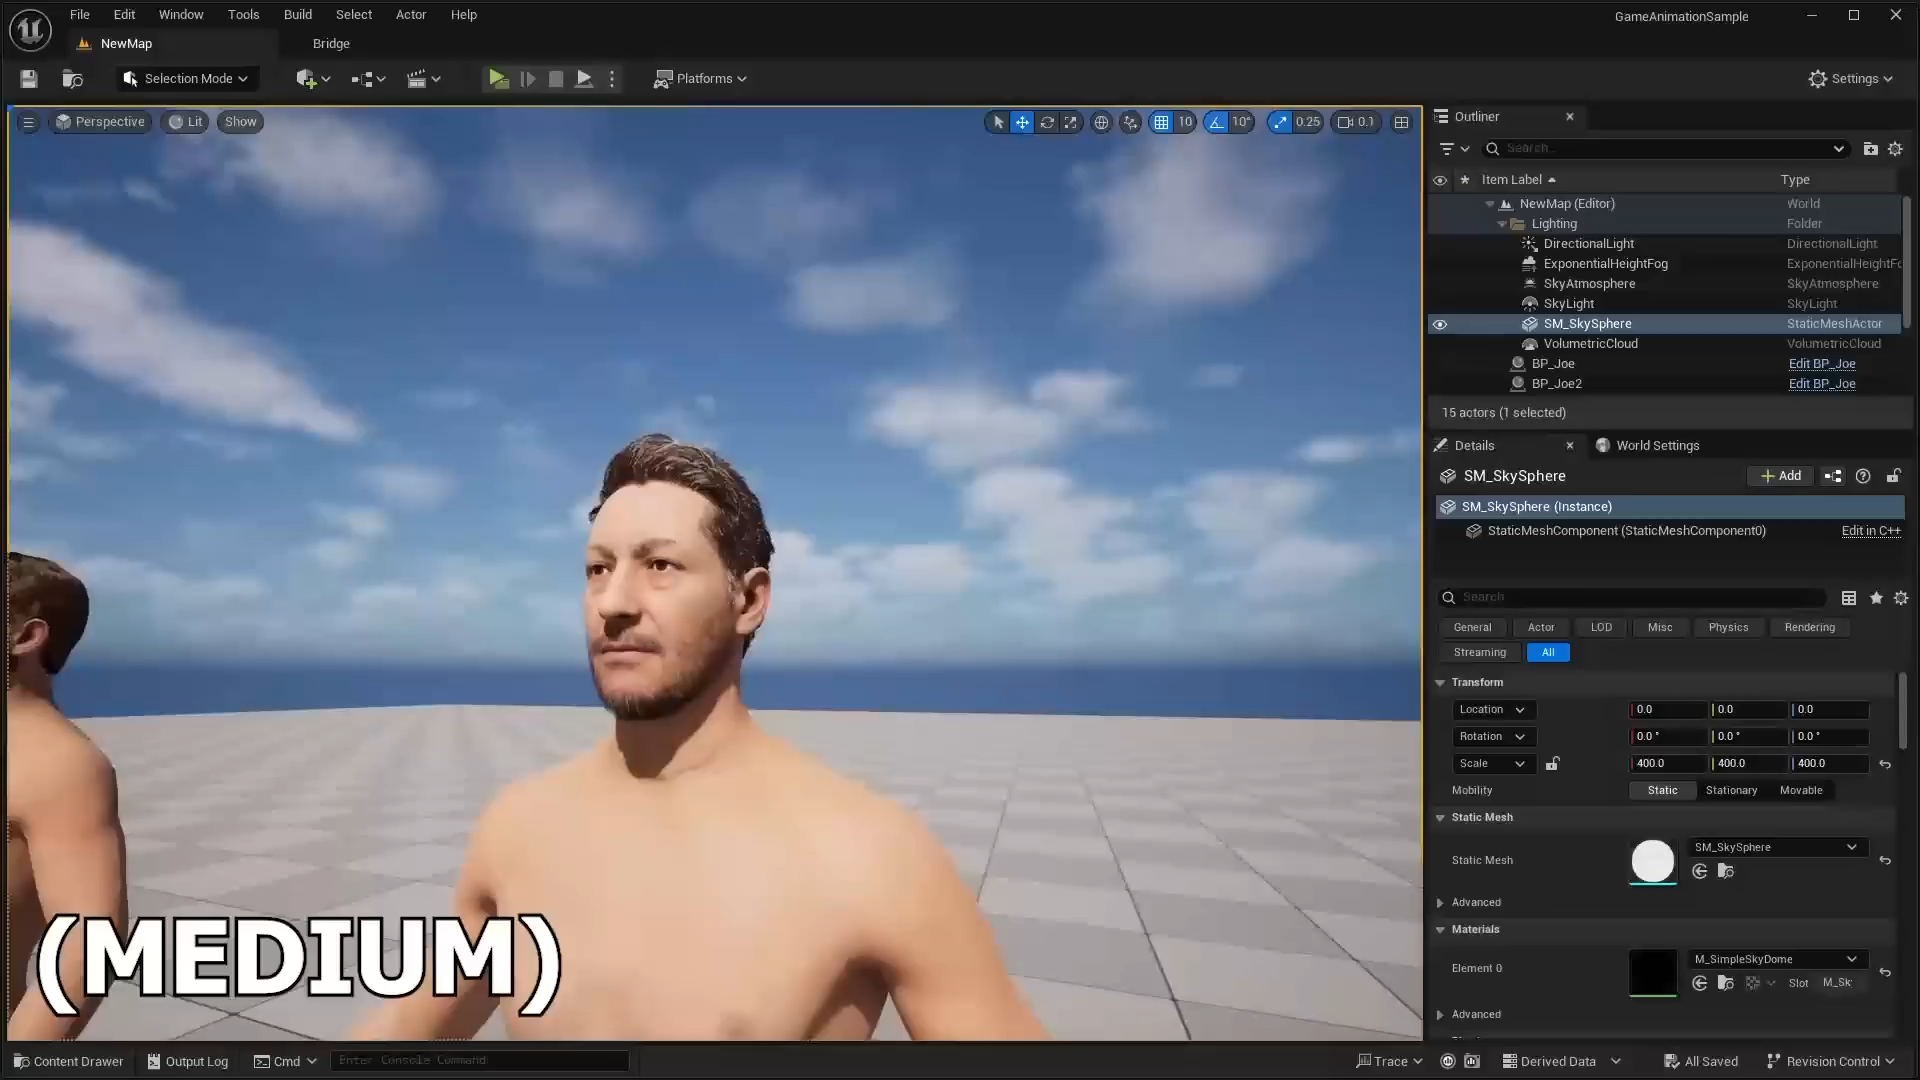 File Edit Window Tools Build Select Actor Help
GameAnimationSample
NewMap
Bridge
Selection Mode
Platforms
Settings
Perspective
Lit
Show
10
10°
0.25
0.1
Outliner
Search...
Item Label
Type
NewMap (Editor) World
Lighting Folder
DirectionalLight DirectionalLight
ExponentialHeightFog ExponentialHeightFo
SkyAtmosphere SkyAtmosphere
SkyLight SkyLight
SM_SkySphere StaticMeshActor
VolumetricCloud VolumetricCloud
BP_Joe Edit BP_Joe
BP_Joe2 Edit BP_Joe
15 actors (1 selected)
Details
World Settings
SM_SkySphere
Add
SM_SkySphere (Instance)
StaticMeshComponent (StaticMeshComponent0) Edit in C++
Search
General Actor LOD Misc Physics Rendering
Streaming All
Transform
Location 0.0 0.0 0.0
Rotation 0.0 ° 0.0 ° 0.0 °
Scale 400.0 400.0 400.0
Mobility Static Stationary Movable
Static Mesh
Static Mesh
SM_SkySphere
Advanced
Materials
Element 0
M_SimpleSkyDome
Slot M_Sk
Advanced
(MEDIUM)
Content Drawer
Output Log
Cmd
Enter Console Command
Trace
Derived Data
All Saved
Revision Control